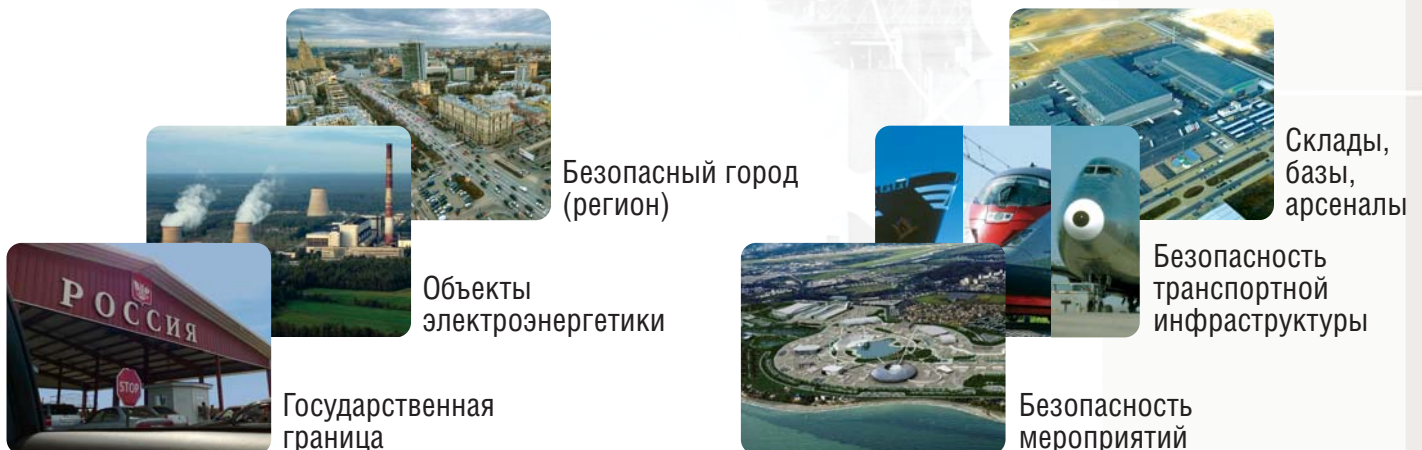 Безопасный город
(регион)
Объекты
электроэнергетики
РОССИЯ
STOP
Государственная
граница
Склады,
базы,
арсеналы
Безопасность
транспортной
инфраструктуры
Безопасность
мероприятий